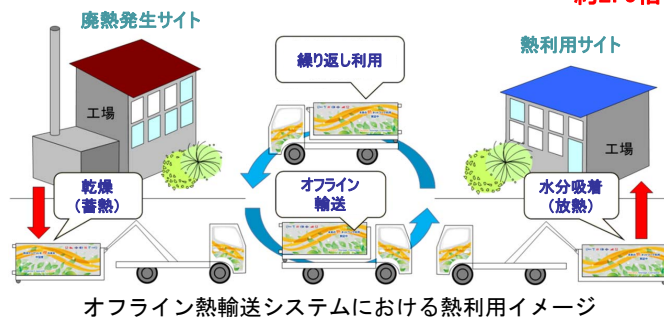 廃熱発生サイト
熱利用サイト
繰り返し利用
工場
工場
乾燥
(蓄熱)
オフライン
輸送
水分吸着
(放熱)
オフライン熱輸送システムにおける熱利用イメージ